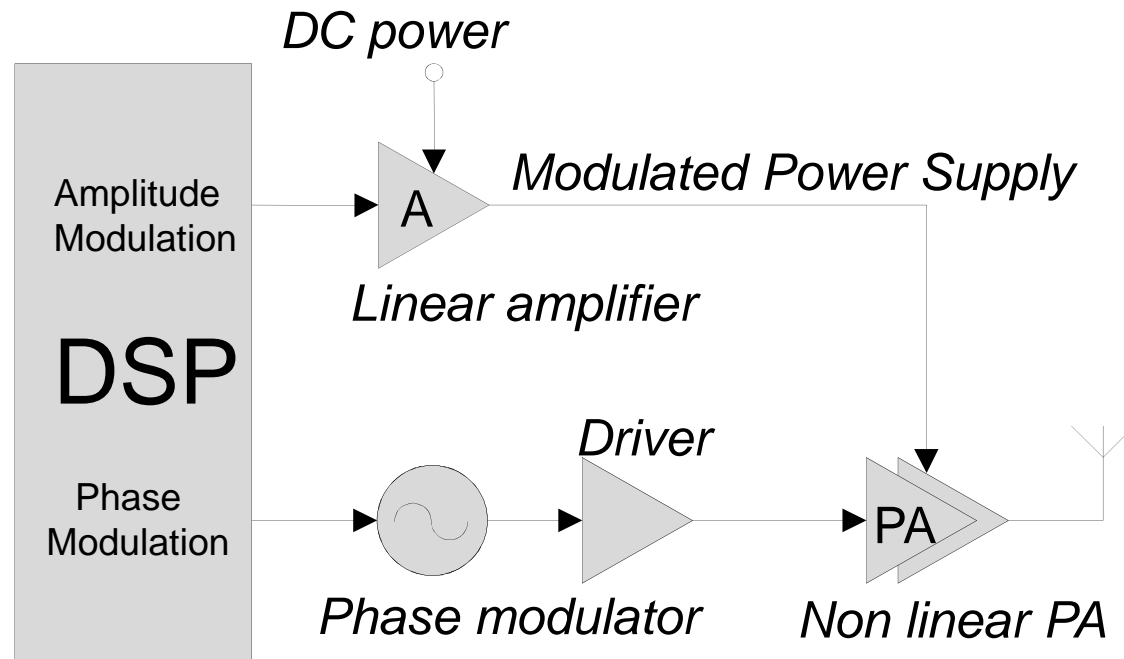 DC power
Amplitude
Modulation
A
Modulated Power Supply
Linear amplifier
DSP
Driver
Phase
Modulation
PA
Phase modulator
Non linear PA